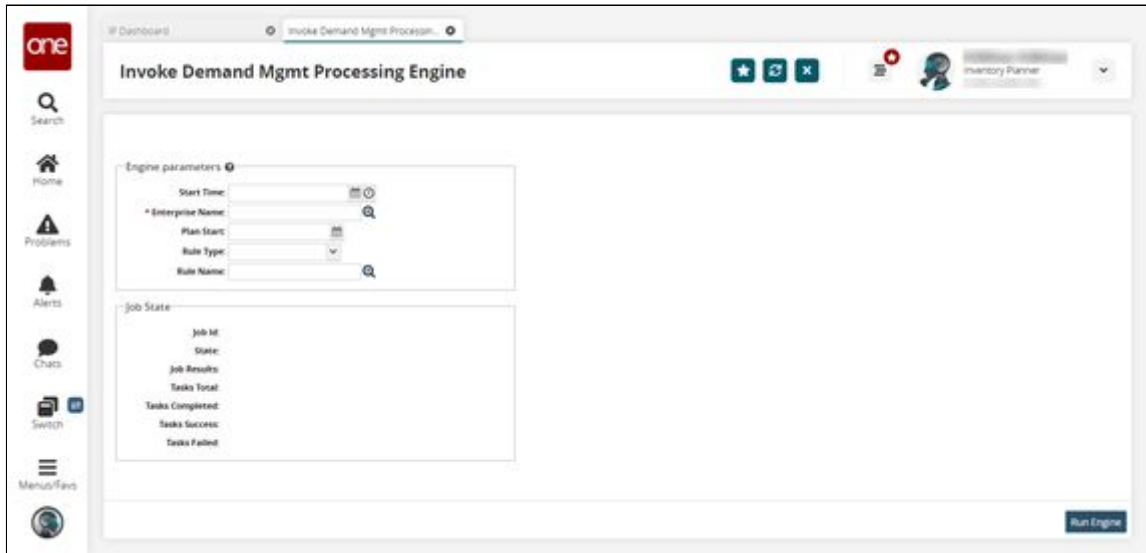 one
IP Dashboard
Invoke Demand Mgmt Processin...
Invoke Demand Mgmt Processing Engine
Inventory Planner
Search
Home
Problems
Alerts
Chats
Switch
Menus/Favs
Engine parameters
Start Time:
* Enterprise Name:
Plan Start:
Rule Type:
Rule Name:
Job State
Job Id:
State:
Job Results:
Tasks Total:
Tasks Completed:
Tasks Success:
Tasks Failed:
Run Engine